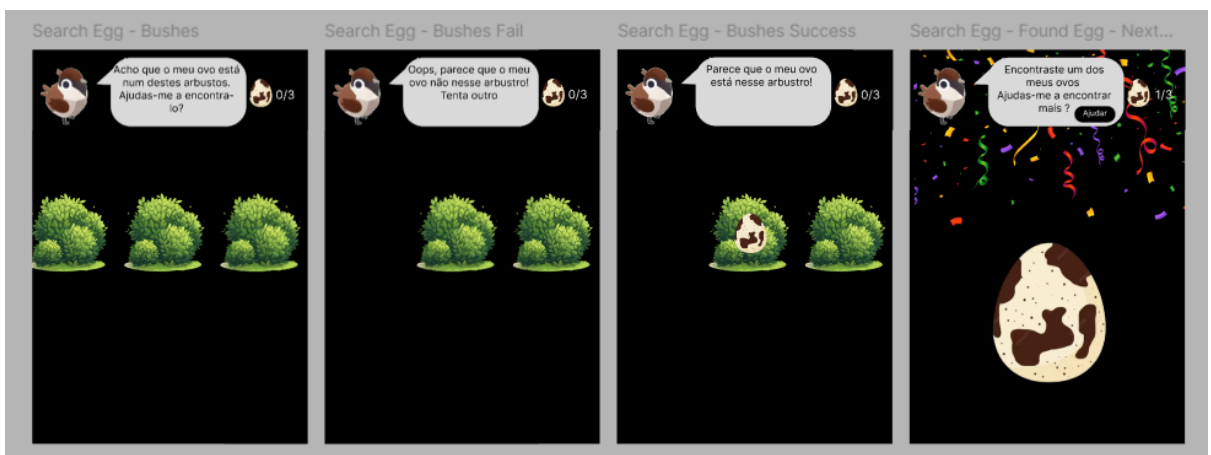 Search Egg - Bushes
Acho que o meu ovo está
num destes arbustos.
Ajudas-me a encontra-
lo?
0/3
Search Egg - Bushes Fail
Oops, parece que o meu
ovo não nesse arbustro!
Tenta outro
0/3
Search Egg - Bushes Success
Parece que o meu ovo
está nesse arbustro!
0/3
Search Egg - Found Egg - Next...
Encontraste um dos
meus ovos
Ajudas-me a encontrar
mais ?
Ajudar
1/3